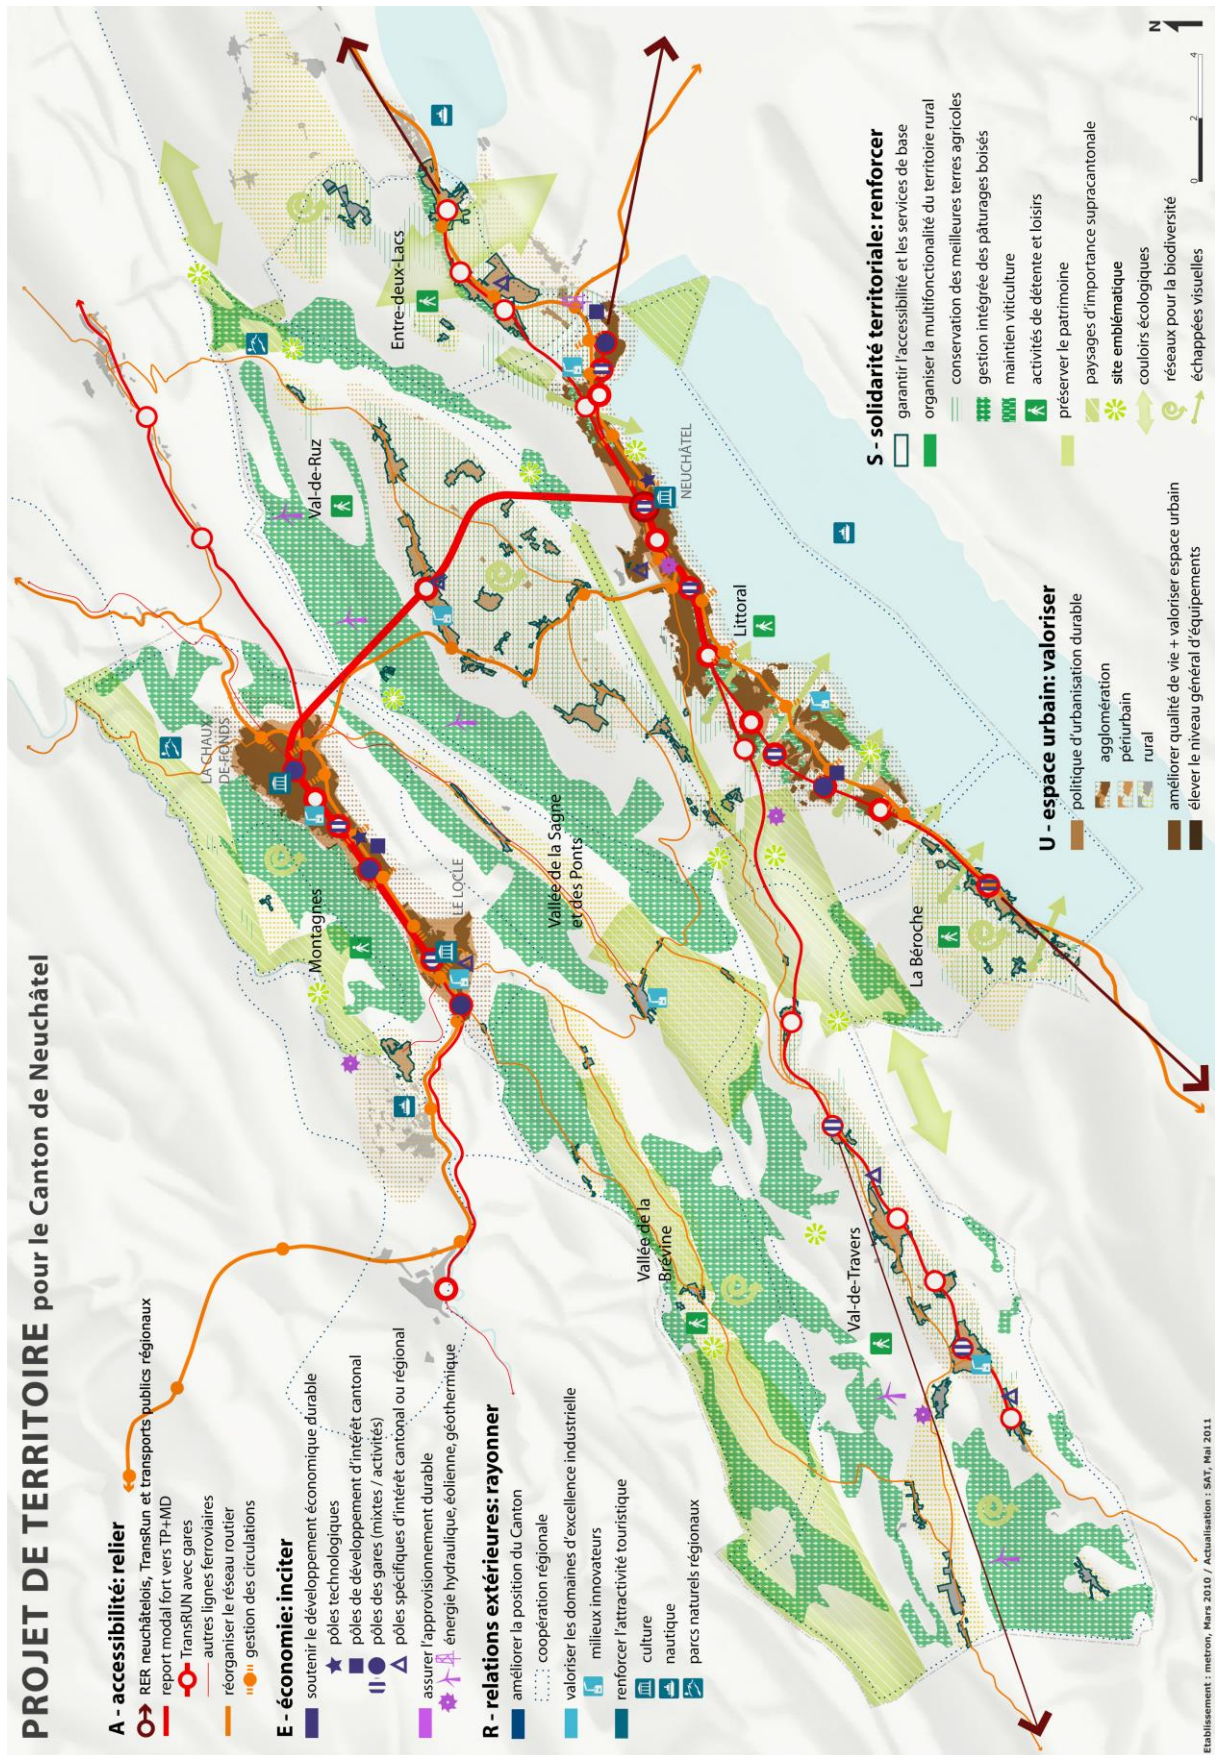 PROJET DE TERRITOIRE pour le Canton de Neuchâtel
A - accessibilité: relier
RER neuchâtelois, TransRun et transports publics régionaux
report modal fort vers TP+MD
TransRUN avec gares
autres lignes ferroviaires
réorganiser le réseau routier
gestion des circulations
E - économie: inciter
soutenir le développement économique durable
pôles technologiques
pôles de développement d'intérêt cantonal
pôles des gares (mixtes / activités)
pôles spécifiques d'intérêt cantonal ou régional
assurer l'approvisionnement durable
énergie hydraulique, éolienne, géothermique
R - relations extérieures: rayonner
améliorer la position du Canton
coopération régionale
valoriser les domaines d'excellence industrielle
milieux innovateurs
renforcer l'attractivité touristique
culture
nautique
parcs naturels régionaux
Montagnes
LA CHAUX-
DE-FONDS
LE LOCLE
Val-de-Ruz
Entre-deux-Lacs
Vallée de la Sagne
et des Ponts
Vallée de la
Brévine
Val-de-Travers
La Béroche
Littoral
NEUCHÂTEL
U - espace urbain: valoriser
politique d'urbanisation durable
agglomération
périurbain
rural
améliorer qualité de vie + valoriser espace urbain
élever le niveau général d'équipements
S - solidarité territoriale: renforcer
garantir l'accessibilité et les services de base
organiser la multifonctionalité du territoire rural
conservation des meilleures terres agricoles
gestion intégrée des pâturages boisés
maintien viticulture
activités de détente et loisirs
préserver le patrimoine
paysages d'importance supracantonale
site emblématique
couloirs écologiques
réseaux pour la biodiversité
échappées visuelles
0 2 4
N
Etablissement : metron, Mars 2010 / Actualisation : SAT, Mai 2011